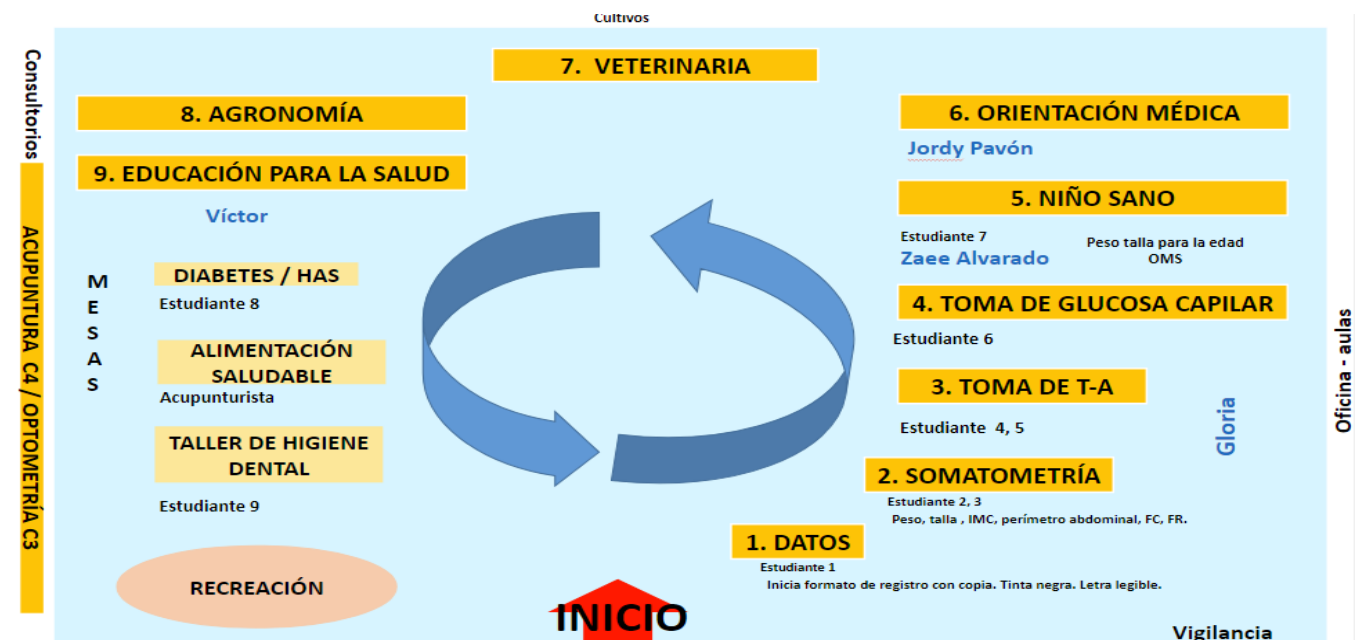 Cultivos
7. VETERINARIA
8. AGRONOMÍA
9. EDUCACIÓN PARA LA SALUD
Víctor
MESAS
DIABETES / HAS
Estudiante 8
ALIMENTACIÓN
SALUDABLE
Acupunturista
TALLER DE HIGIENE
DENTAL
Estudiante 9
RECREACIÓN
Consultorios
ACUPUNTURA C4 / OPTOMETRÍA C3
6. ORIENTACIÓN MÉDICA
Jordy Pavón
5. NIÑO SANO
Estudiante 7
Zaee Alvarado
Peso talla para la edad
OMS
4. TOMA DE GLUCOSA CAPILAR
Estudiante 6
3. TOMA DE T-A
Estudiante 4, 5
Gloria
2. SOMATOMETRÍA
Estudiante 2, 3
Peso, talla , IMC, perímetro abdominal, FC, FR.
1. DATOS
Estudiante 1
Inicia formato de registro con copia. Tinta negra. Letra legible.
INICIO
Vigilancia
Oficina - aulas